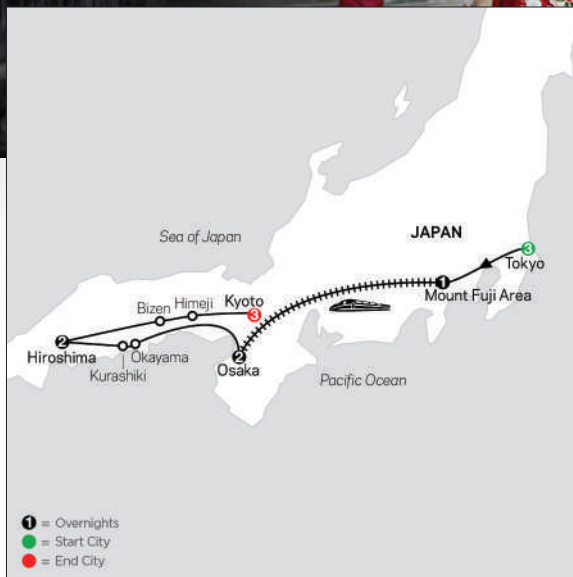 Sea of Japan
JAPAN
3
Tokyo
1
Mount Fuji Area
Bizen
Himeji
Kyoto
3
2
Hiroshima
Okayama
Kurashiki
2
Osaka
Pacific Ocean
1 = Overnights
= Start City
= End City